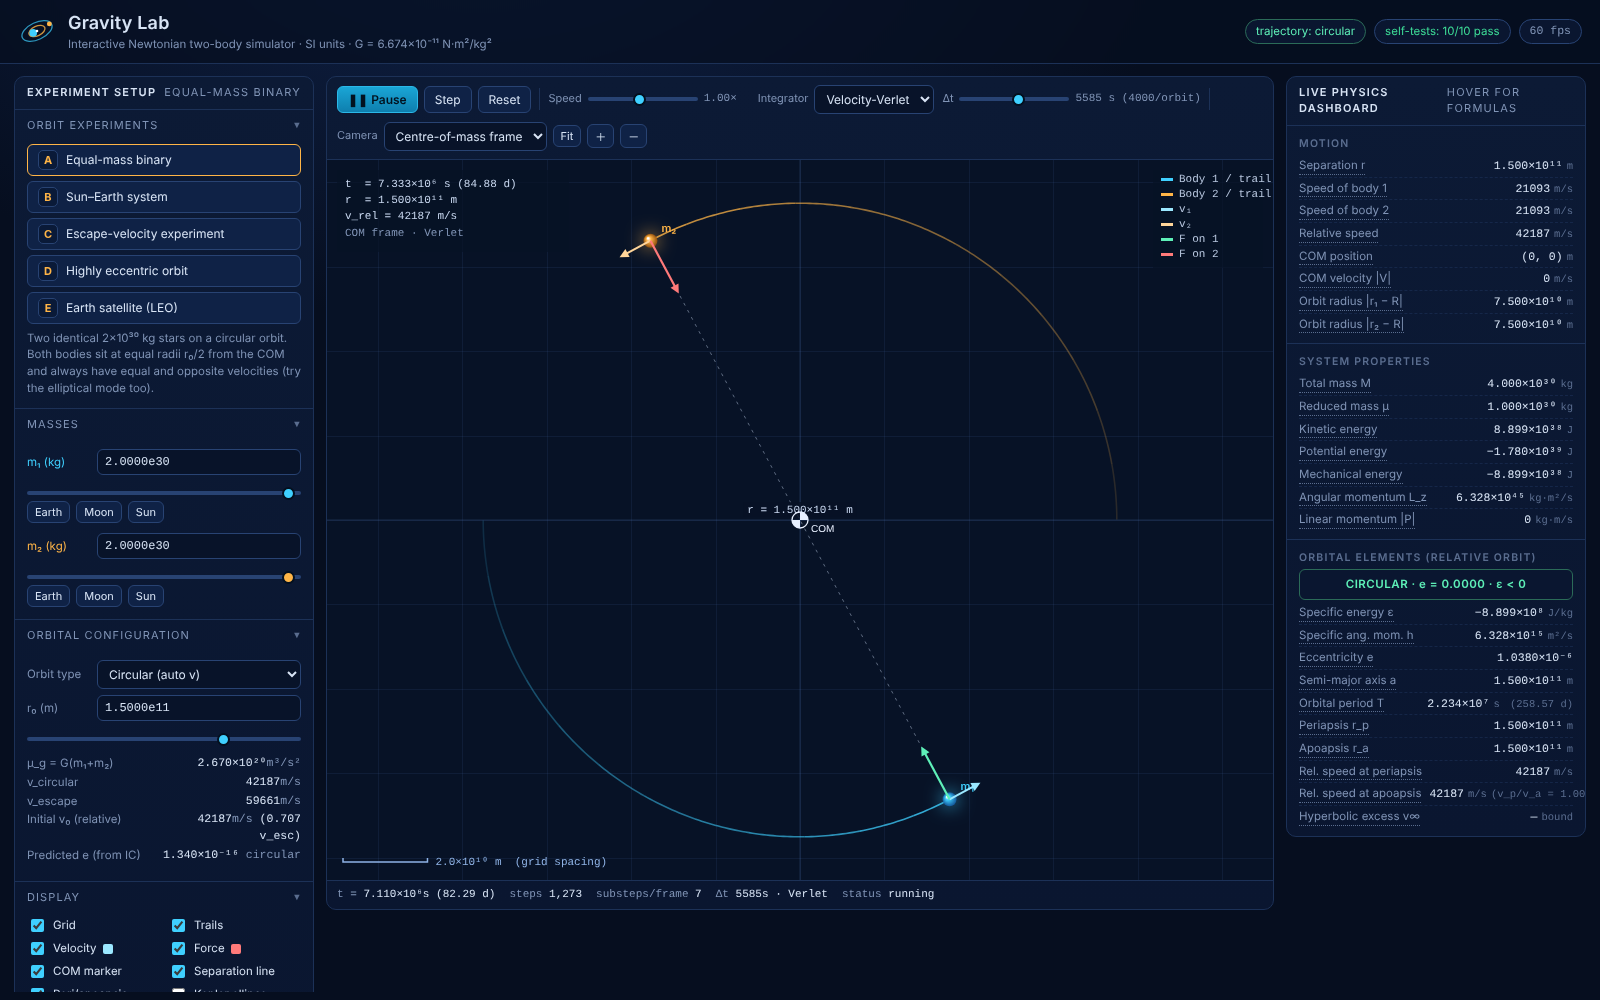 Gravity Lab
Interactive Newtonian two-body simulator · SI units · G = 6.674×10⁻¹¹ N·m²/kg²
trajectory: circular
self-tests: 10/10 pass
60 fps
EXPERIMENT SETUP EQUAL-MASS BINARY
ORBIT EXPERIMENTS
A Equal-mass binary
B Sun–Earth system
C Escape-velocity experiment
D Highly eccentric orbit
E Earth satellite (LEO)
Two identical 2×10³⁰ kg stars on a circular orbit.
Both bodies sit at equal radii r₀/2 from the COM
and always have equal and opposite velocities (try
the elliptical mode too).
MASSES
m₁ (kg) 2.0000e30
Earth Moon Sun
m₂ (kg) 2.0000e30
Earth Moon Sun
ORBITAL CONFIGURATION
Orbit type Circular (auto v)
r₀ (m) 1.5000e11
μ_g = G(m₁+m₂) 2.670×10²⁰m³/s²
v_circular 42187m/s
v_escape 59661m/s
Initial v₀ (relative) 42187m/s (0.707
v_esc)
Predicted e (from IC) 1.340×10⁻¹⁶ circular
DISPLAY
Grid Trails
Velocity Force
COM marker Separation line
Pause Step Reset Speed 1.00× Integrator Velocity-Verlet Δt 5585 s (4000/orbit)
Camera Centre-of-mass frame Fit + −
t = 7.333×10⁶ s (84.88 d)
r = 1.500×10¹¹ m
v_rel = 42187 m/s
COM frame · Verlet
Body 1 / trail
Body 2 / trail
v₁
v₂
F on 1
F on 2
m₂
r = 1.500×10¹¹ m
COM
2.0×10¹⁰ m (grid spacing)
t = 7.110×10⁶s (82.29 d) steps 1,273 substeps/frame 7 Δt 5585s · Verlet status running
LIVE PHYSICS
DASHBOARD
HOVER FOR
FORMULAS
MOTION
Separation r 1.500×10¹¹ m
Speed of body 1 21093 m/s
Speed of body 2 21093 m/s
Relative speed 42187 m/s
COM position (0, 0) m
COM velocity |V| 0 m/s
Orbit radius |r₁ − R| 7.500×10¹⁰ m
Orbit radius |r₂ − R| 7.500×10¹⁰ m
SYSTEM PROPERTIES
Total mass M 4.000×10³⁰ kg
Reduced mass μ 1.000×10³⁰ kg
Kinetic energy 8.899×10³⁸ J
Potential energy −1.780×10³⁹ J
Mechanical energy −8.899×10³⁸ J
Angular momentum L_z 6.328×10⁴⁵ kg·m²/s
Linear momentum |P| 0 kg·m/s
ORBITAL ELEMENTS (RELATIVE ORBIT)
CIRCULAR · e = 0.0000 · ε < 0
Specific energy ε −8.899×10⁸ J/kg
Specific ang. mom. h 6.328×10¹⁵ m²/s
Eccentricity e 1.0380×10⁻⁶
Semi-major axis a 1.500×10¹¹ m
Orbital period T 2.234×10⁷ s (258.57 d)
Periapsis r_p 1.500×10¹¹ m
Apoapsis r_a 1.500×10¹¹ m
Rel. speed at periapsis 42187 m/s
Rel. speed at apoapsis 42187 m/s (v_p/v_a = 1.00
Hyperbolic excess v∞ — bound